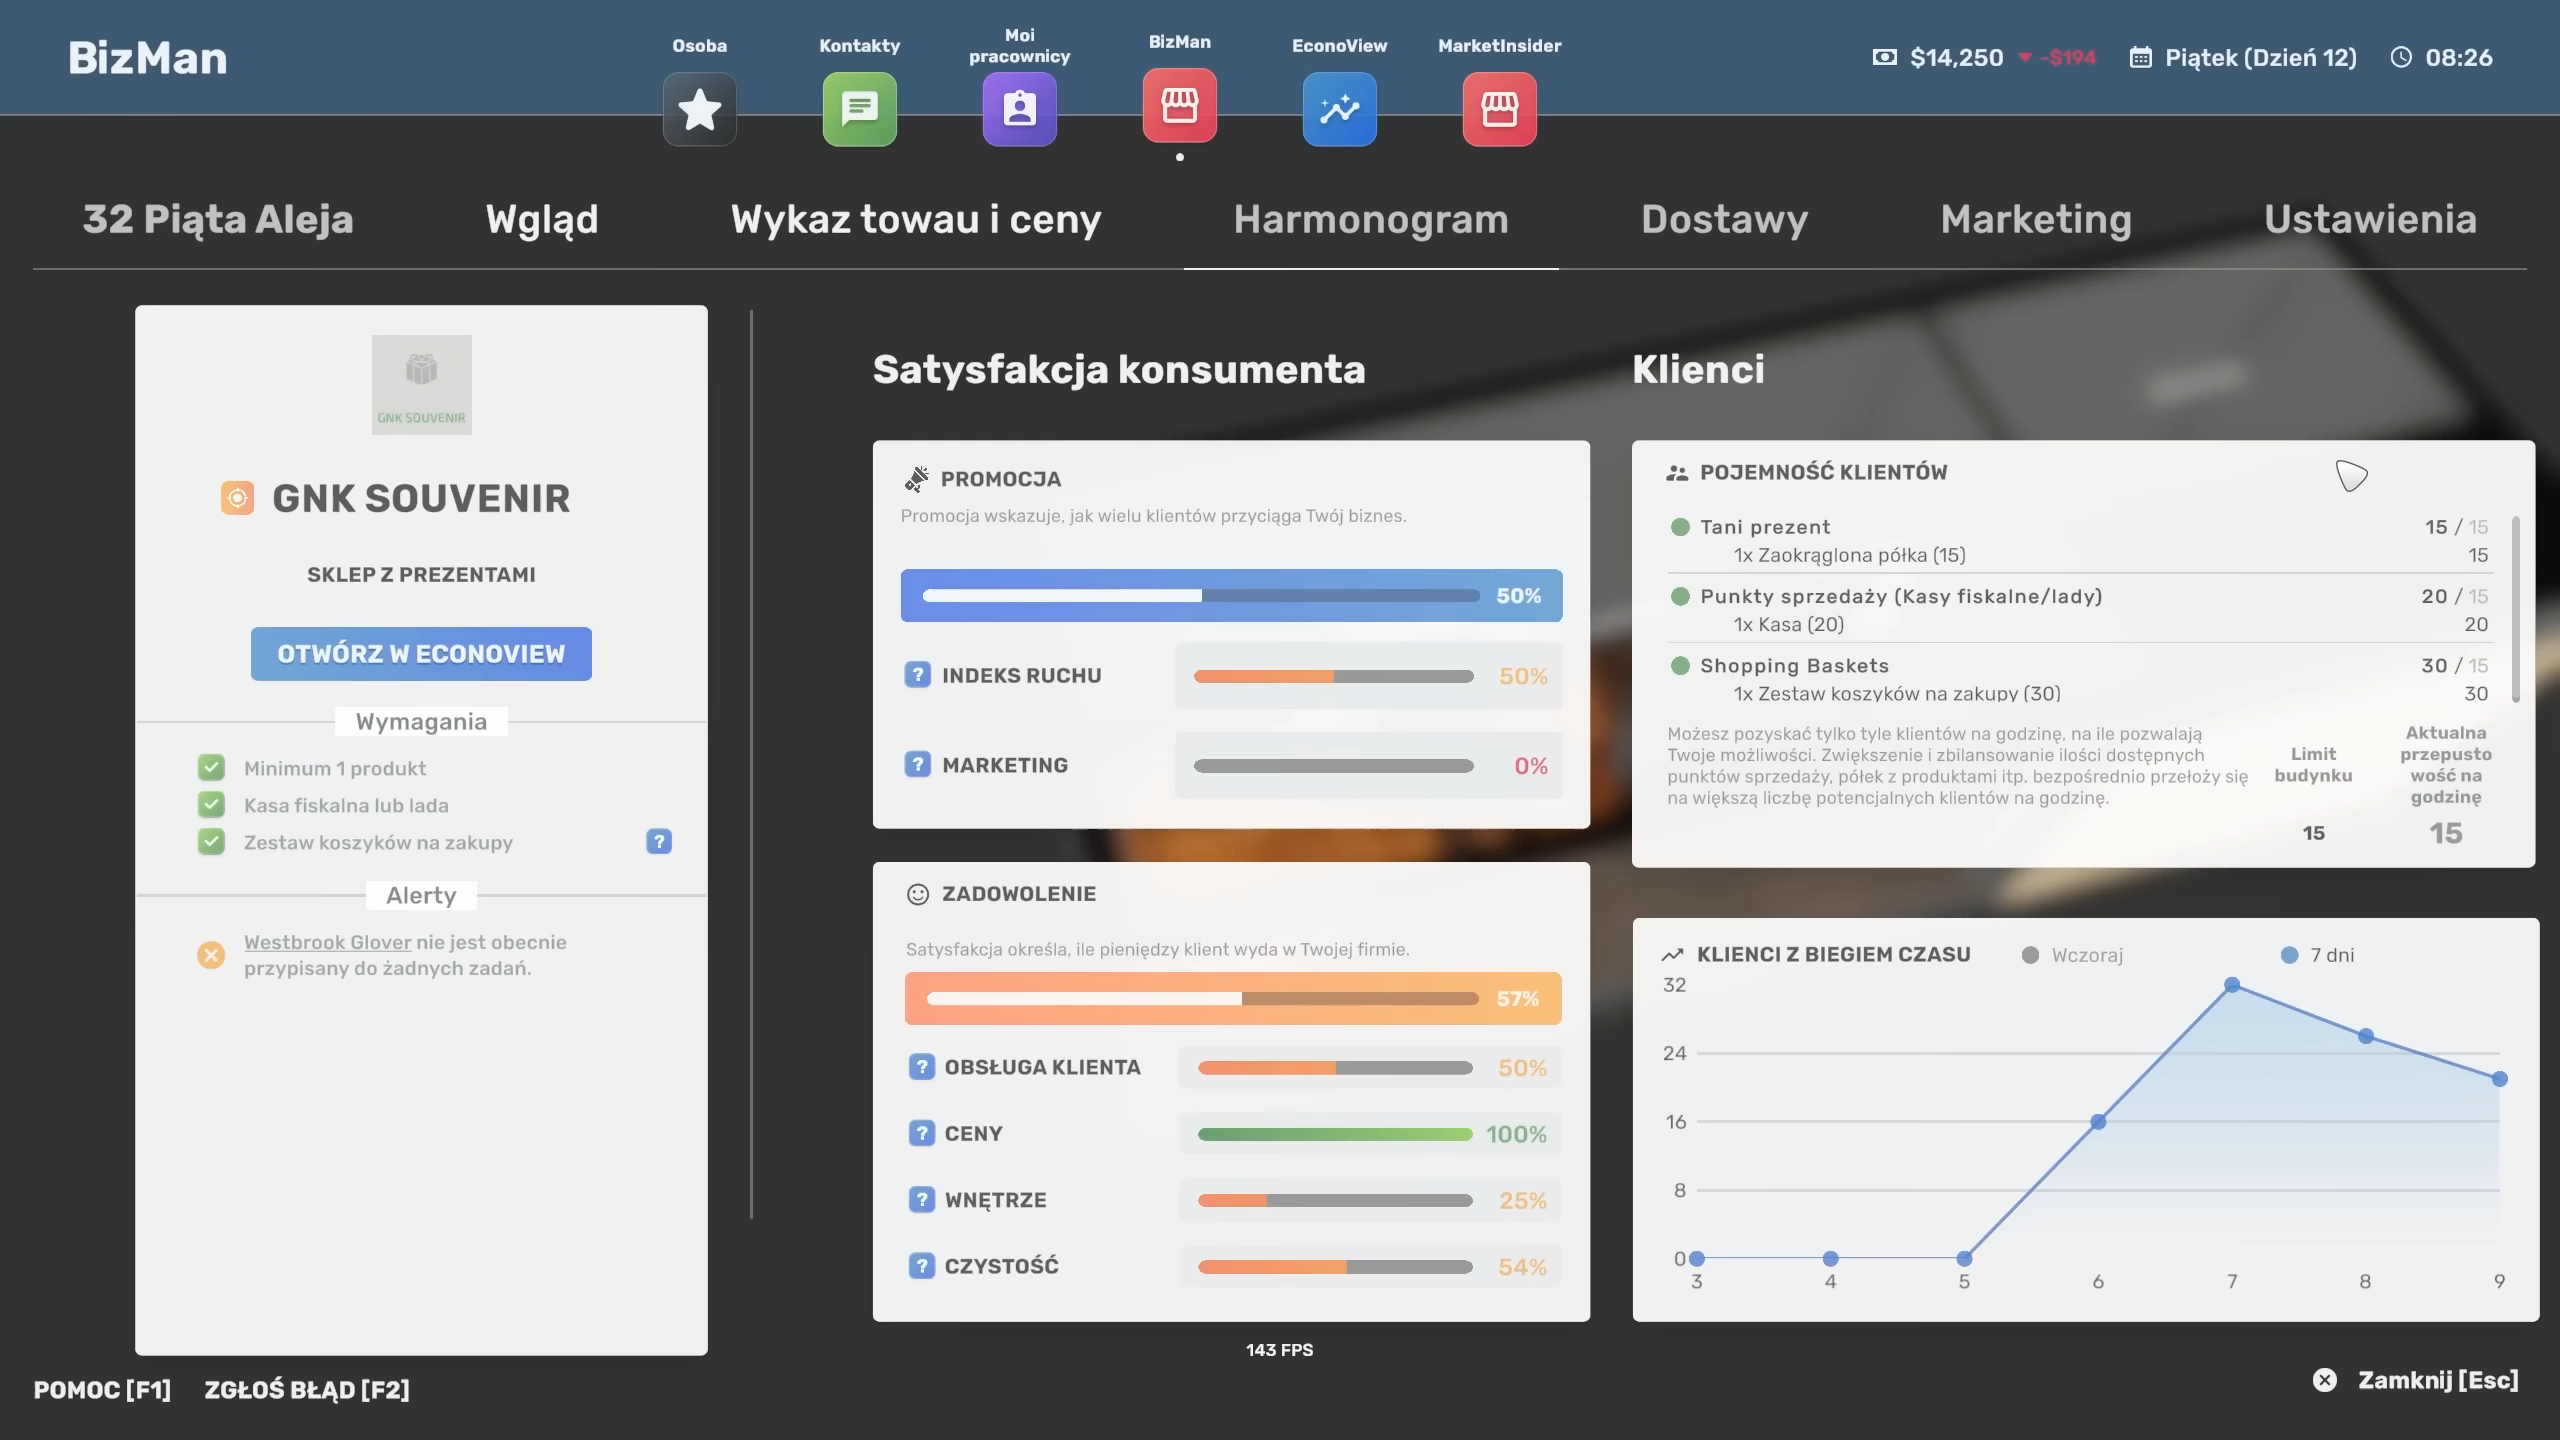 BizMan
Osoba
Kontakty
Moi
pracownicy
BizMan
EconoView
MarketInsider
$14,250
-$194
Piątek (Dzień 12)
08:26
32 Piąta Aleja
Wgląd
Wykaz towau i ceny
Harmonogram
Dostawy
Marketing
Ustawienia
GNK SOUVENIR
GNK SOUVENIR
SKLEP Z PREZENTAMI
OTWÓRZ W ECONOVIEW
Wymagania
Minimum 1 produkt
Kasa fiskalna lub lada
Zestaw koszyków na zakupy
?
Alerty
Westbrook Glover nie jest obecnie
przypisany do żadnych zadań.
Satysfakcja konsumenta
PROMOCJA
Promocja wskazuje, jak wielu klientów przyciąga Twój biznes.
50%
? INDEKS RUCHU 50%
? MARKETING 0%
ZADOWOLENIE
Satysfakcja określa, ile pieniędzy klient wyda w Twojej firmie.
57%
? OBSŁUGA KLIENTA 50%
? CENY 100%
? WNĘTRZE 25%
? CZYSTOŚĆ 54%
Klienci
POJEMNOŚĆ KLIENTÓW
Tani prezent 15 / 15
1x Zaokrąglona półka (15) 15
Punkty sprzedaży (Kasy fiskalne/lady) 20 / 15
1x Kasa (20) 20
Shopping Baskets 30 / 15
1x Zestaw koszyków na zakupy (30) 30
Możesz pozyskać tylko tyle klientów na godzinę, na ile pozwalają
Twoje możliwości. Zwiększenie i zbilansowanie ilości dostępnych
punktów sprzedaży, półek z produktami itp. bezpośrednio przełoży się
na większą liczbę potencjalnych klientów na godzinę.
Limit
budynku
15
Aktualna
przepusto
wość na
godzinę
15
KLIENCI Z BIEGIEM CZASU
Wczoraj
7 dni
32
24
16
8
0
3 4 5 6 7 8 9
143 FPS
POMOC [F1]
ZGŁOŚ BŁĄD [F2]
Zamknij [Esc]